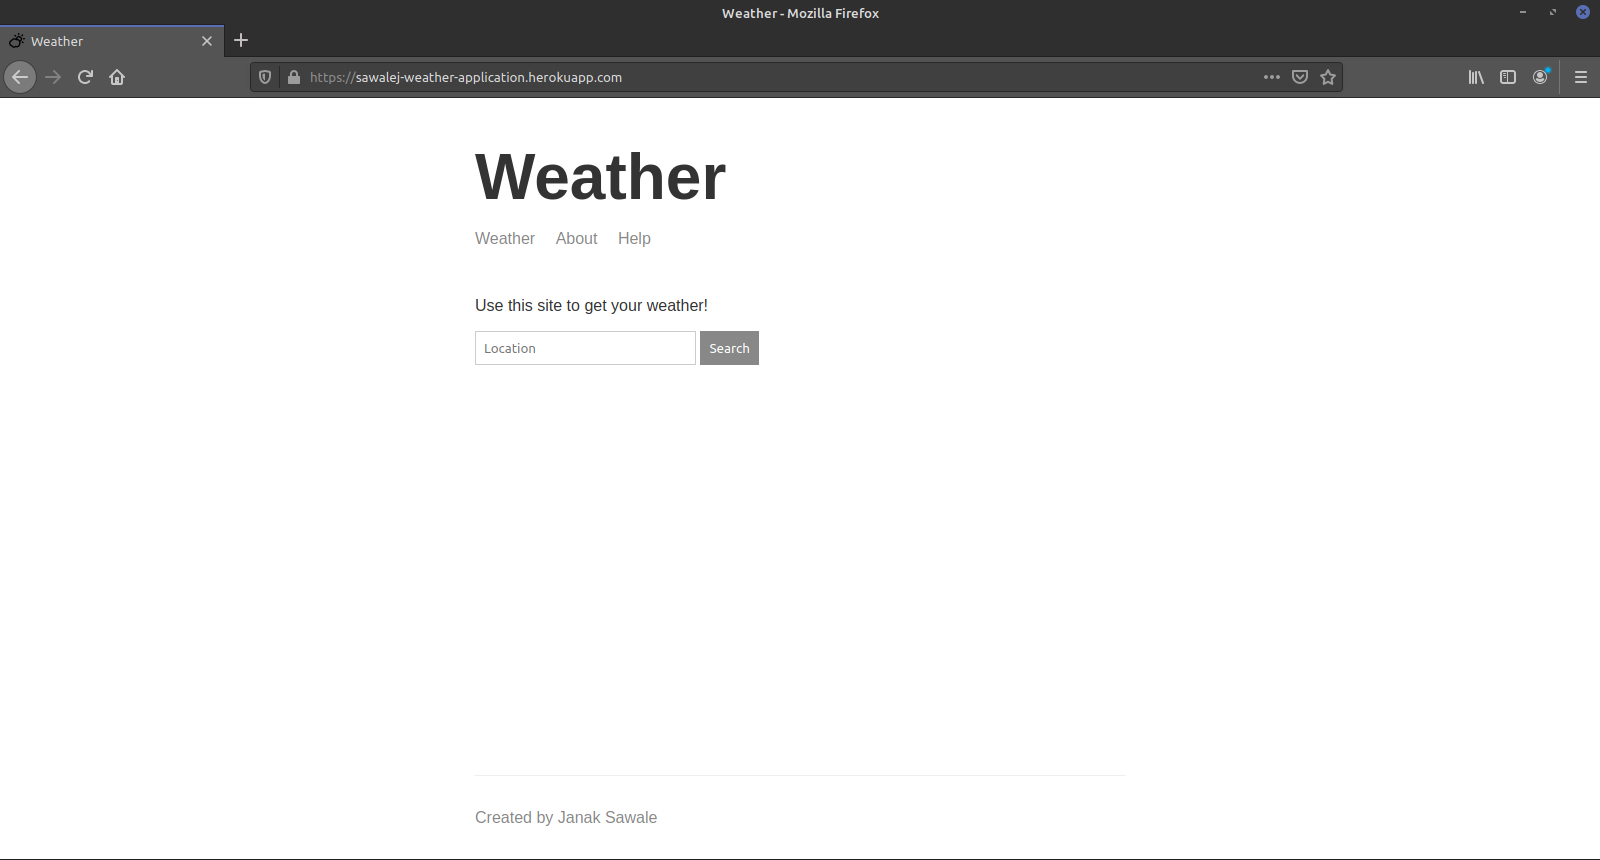 Weather - Mozilla Firefox
Weather
https://sawalej-weather-application.herokuapp.com
Weather
Weather About Help
Use this site to get your weather!
Location Search
Created by Janak Sawale